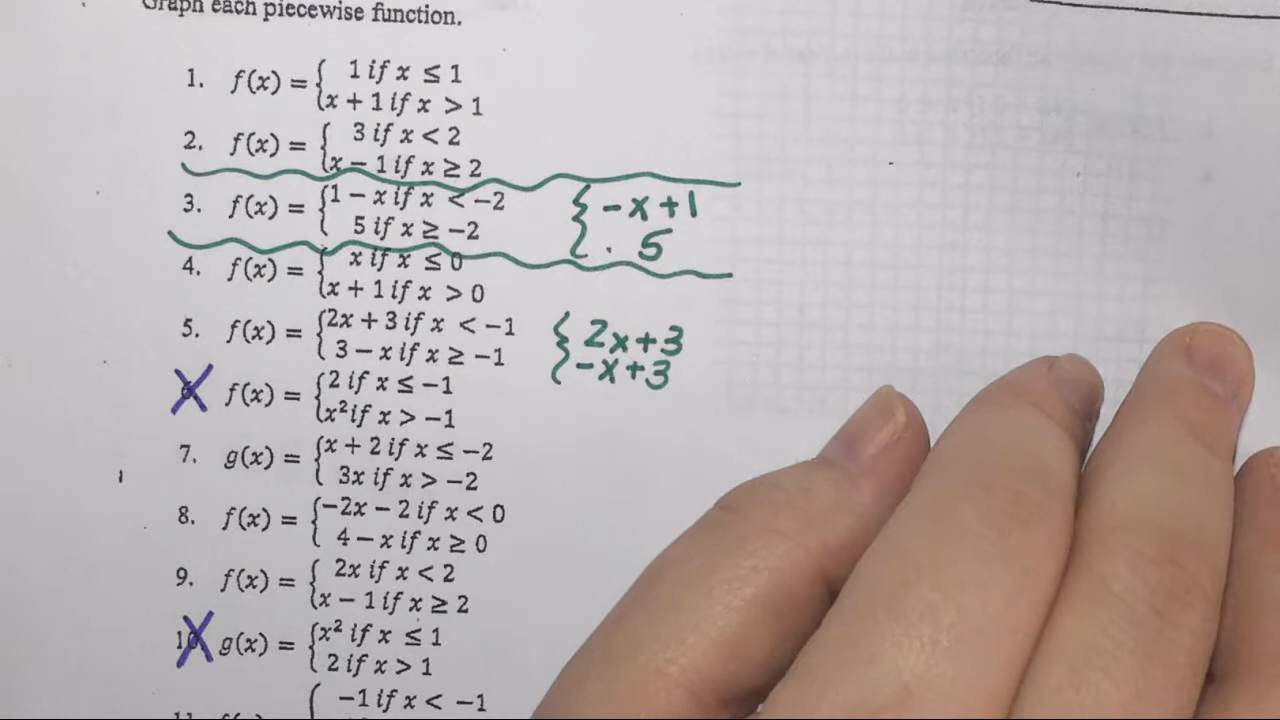 Graph each piecewise function.
1. f(x) = { 1 if x ≤ 1
x + 1 if x > 1
2. f(x) = { 3 if x < 2
x − 1 if x ≥ 2
3. f(x) = { 1 − x if x < −2 { -x+1
5 if x ≥ −2 . 5
4. f(x) = { x if x ≤ 0
x + 1 if x > 0
5. f(x) = { 2x + 3 if x < −1 { 2x+3
3 − x if x ≥ −1 -x+3
f(x) = { 2 if x ≤ −1
x² if x > −1
7. g(x) = { x + 2 if x ≤ −2
3x if x > −2
8. f(x) = { −2x − 2 if x < 0
4 − x if x ≥ 0
9. f(x) = { 2x if x < 2
x − 1 if x ≥ 2
10. g(x) = { x² if x ≤ 1
2 if x > 1
{ −1 if x < −1